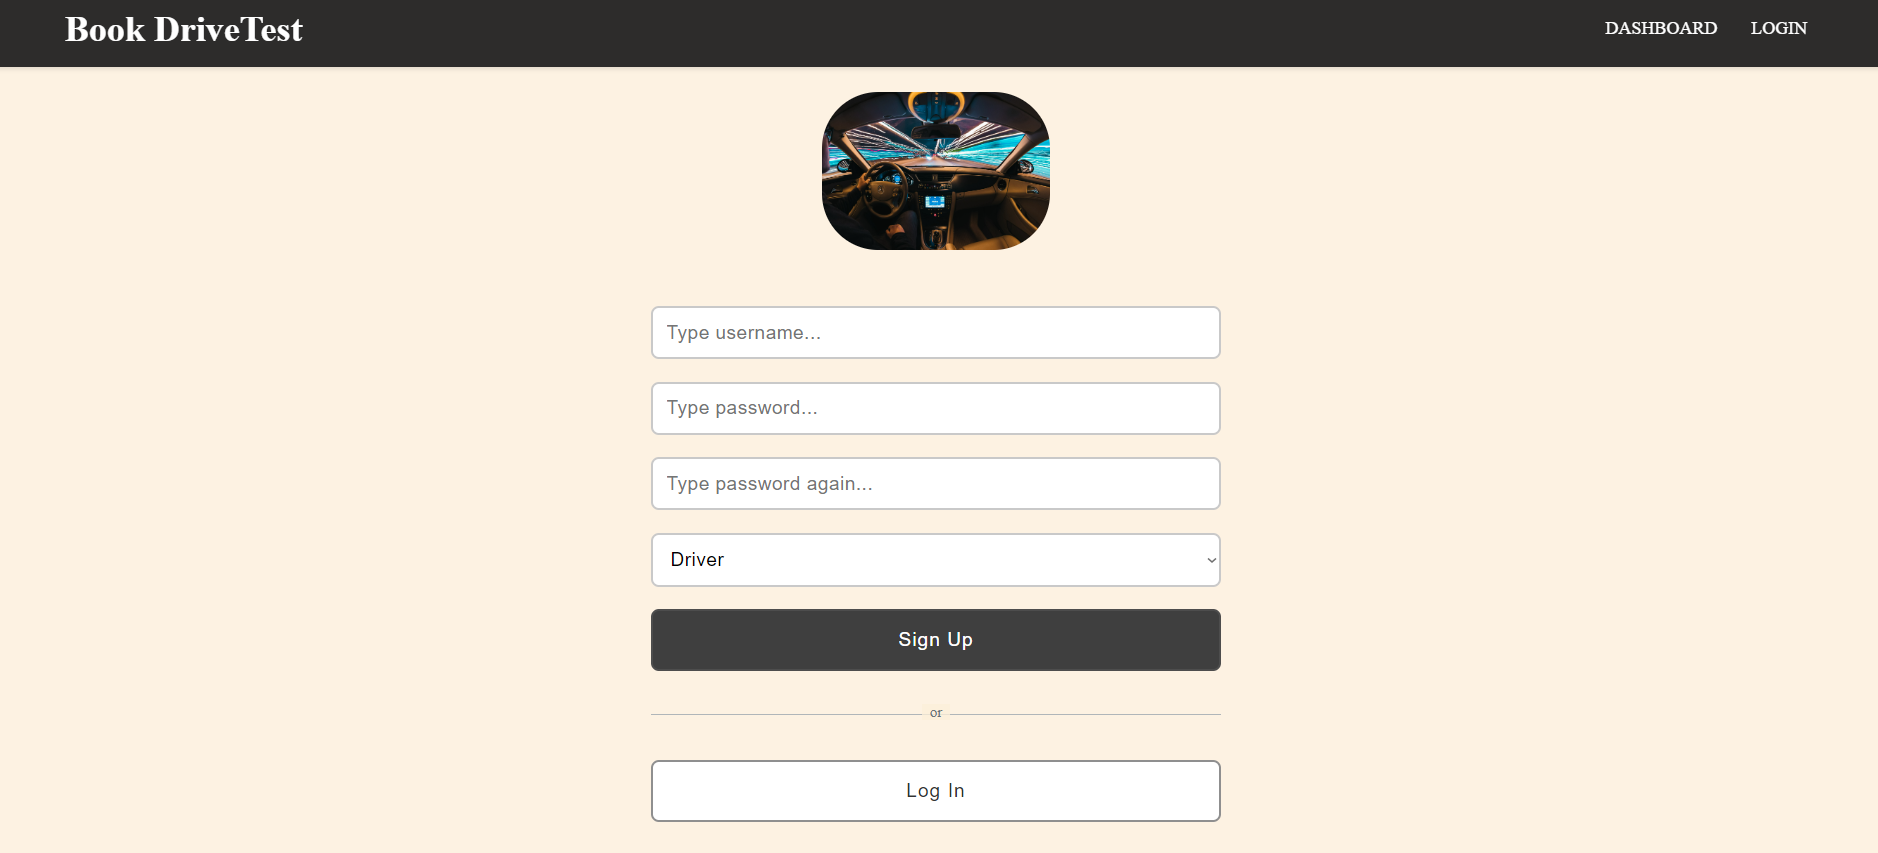 Book DriveTest
DASHBOARD LOGIN
Type username...
Type password...
Type password again...
Driver
Sign Up
or
Log In